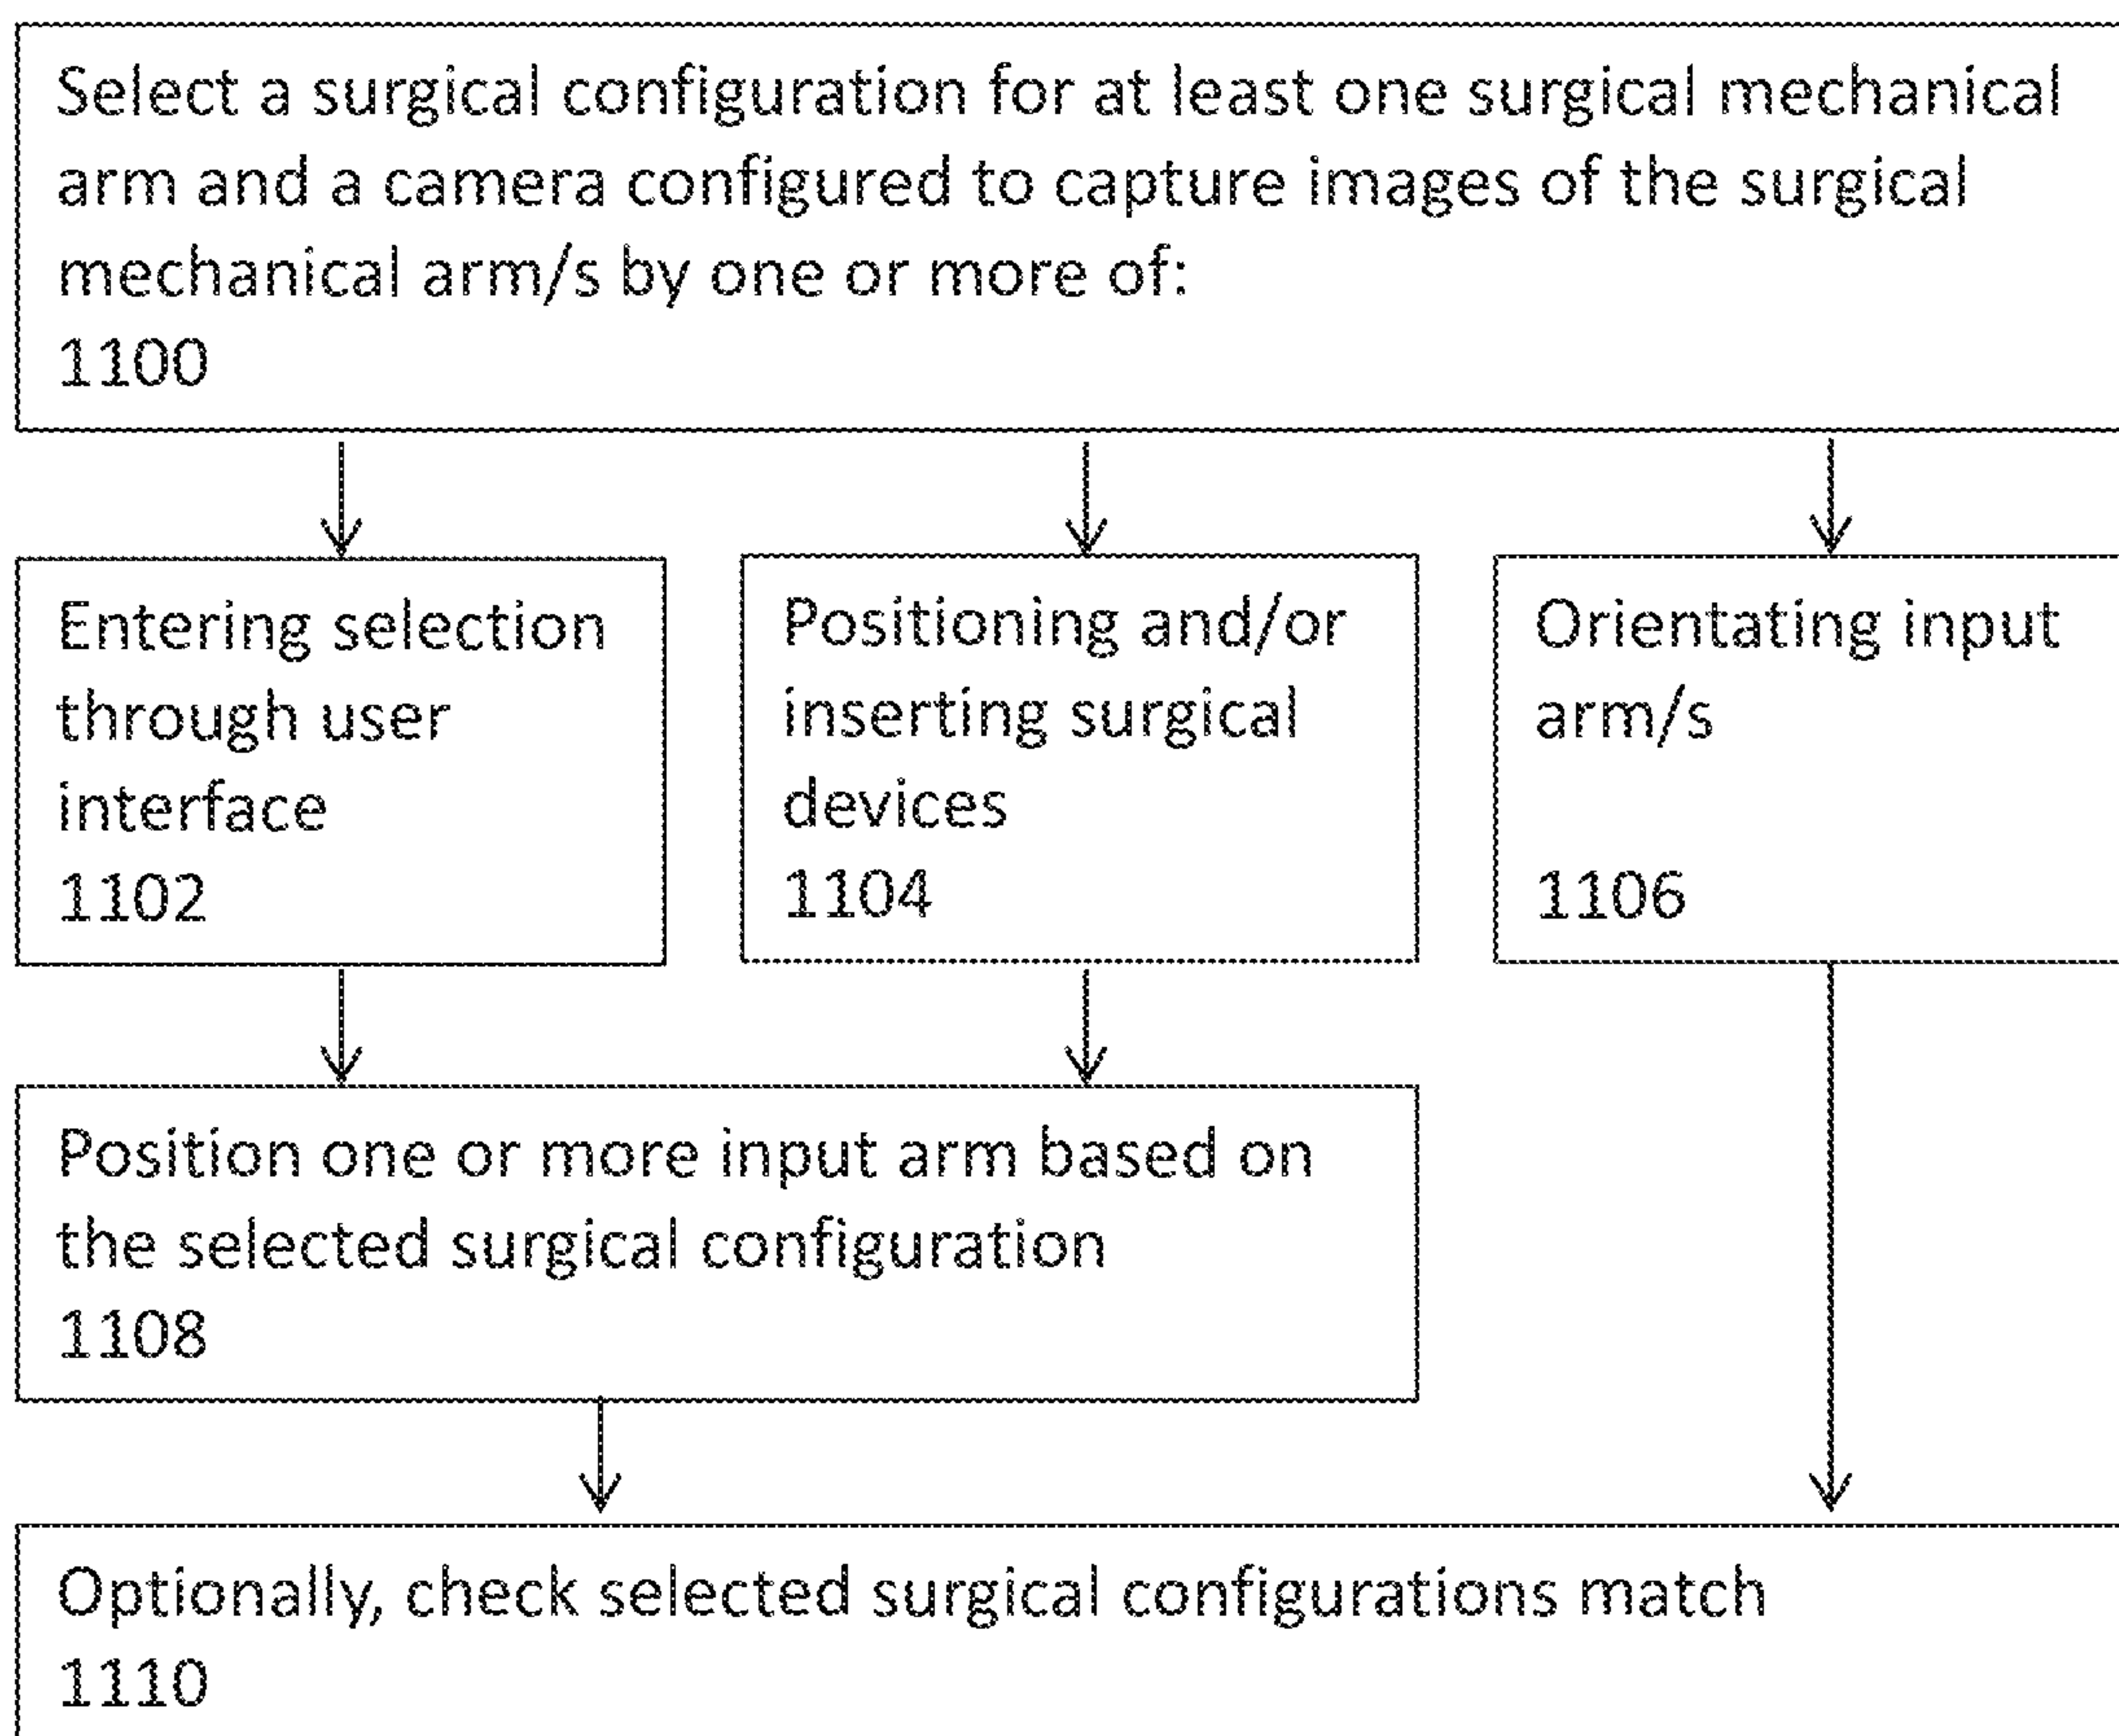 Select a surgical configuration for at least one surgical mechanical
arm and a camera configured to capture images of the surgical
mechanical arm/s by one or more of:
1100
Entering selection
through user
interface
1102
Positioning and/or
inserting surgical
devices
1104
Orientating input
arm/s
1106
Position one or more input arm based on
the selected surgical configuration
1108
Optionally, check selected surgical configurations match
1110